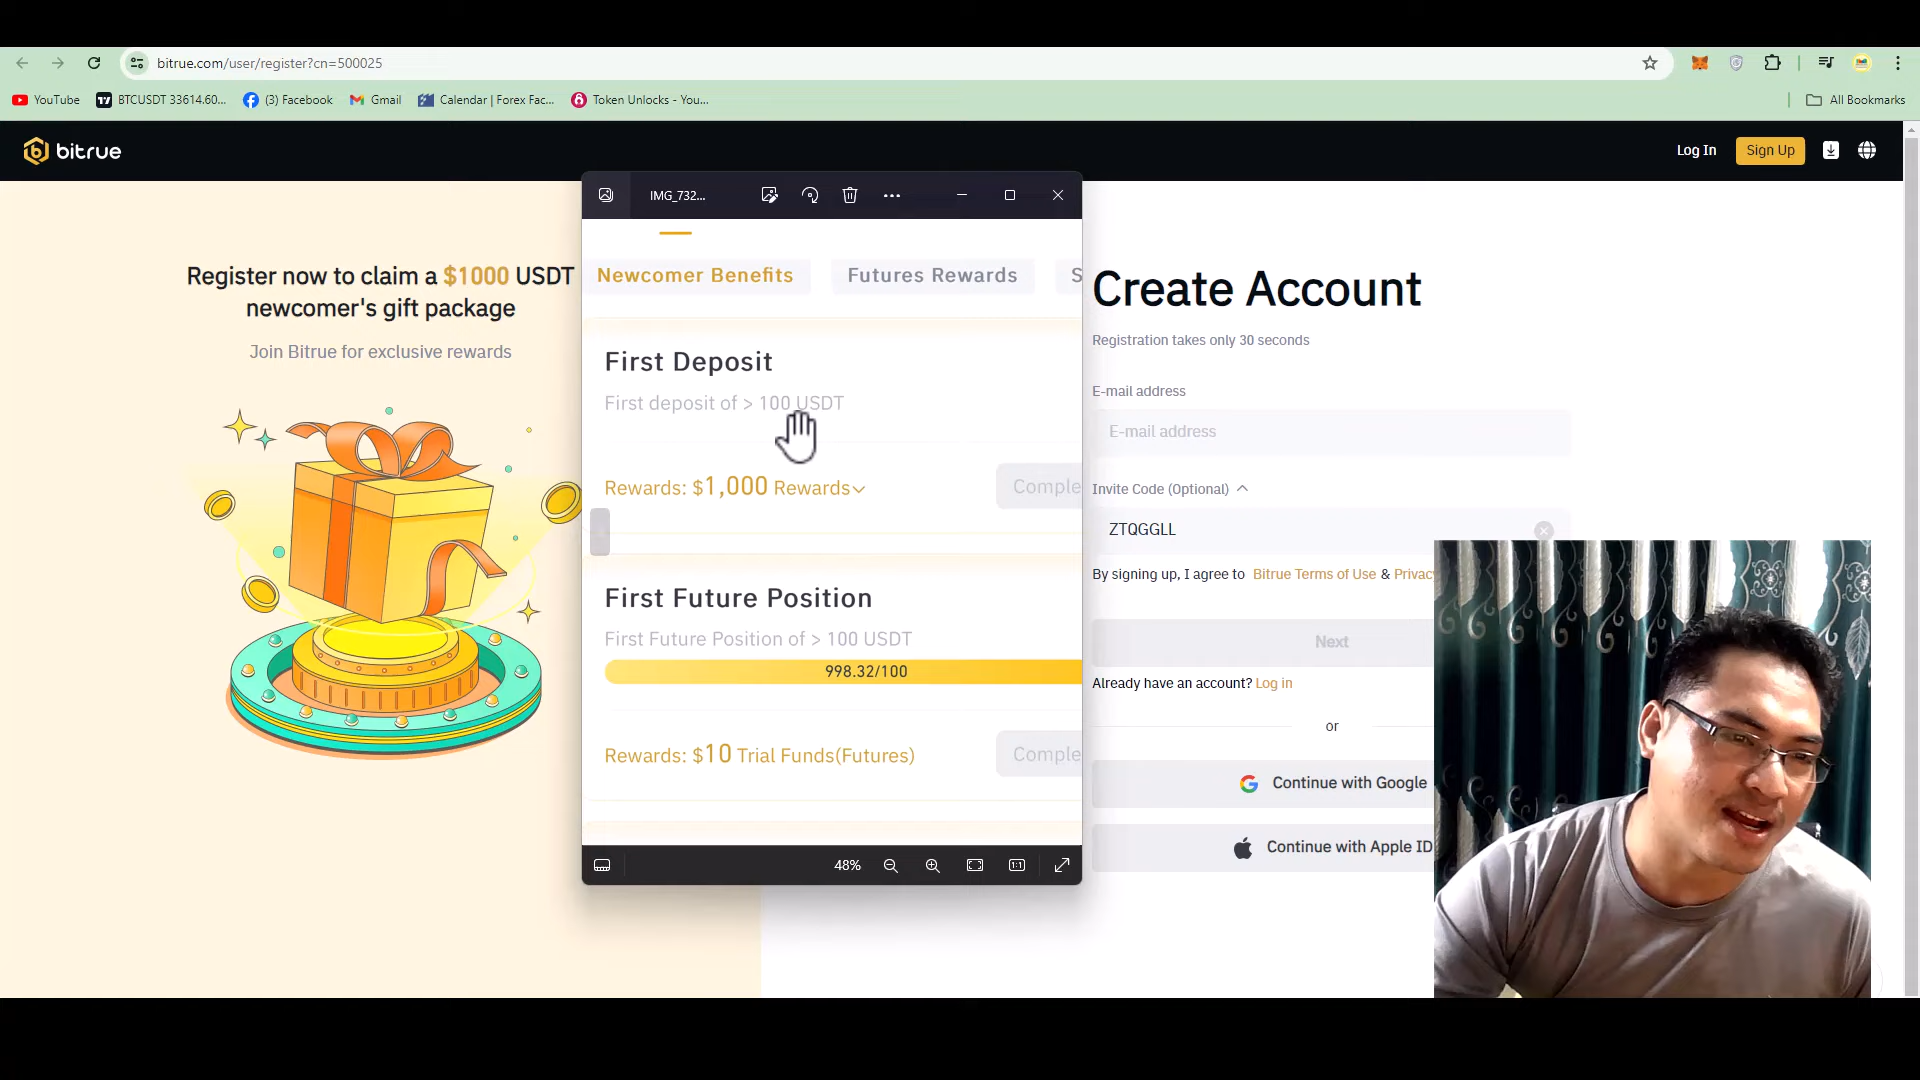 bitrue.com/user/register?cn=500025
YouTube
BTCUSDT 33614.60...
(3) Facebook
Gmail
Calendar | Forex Fac...
Token Unlocks - You...
All Bookmarks
bitrue
Log In
Sign Up
Register now to claim a $1000 USDT
newcomer's gift package
Join Bitrue for exclusive rewards
IMG_732...
Newcomer Benefits
Futures Rewards
S
First Deposit
First deposit of > 100 USDT
Rewards: $1,000 Rewards
Comple
First Future Position
First Future Position of > 100 USDT
998.32/100
Rewards: $10 Trial Funds(Futures)
Comple
48%
1:1
Create Account
Registration takes only 30 seconds
E-mail address
E-mail address
Invite Code (Optional)
ZTQGGLL
By signing up, I agree to Bitrue Terms of Use & Privacy
Next
Already have an account? Log in
or
Continue with Google
Continue with Apple ID